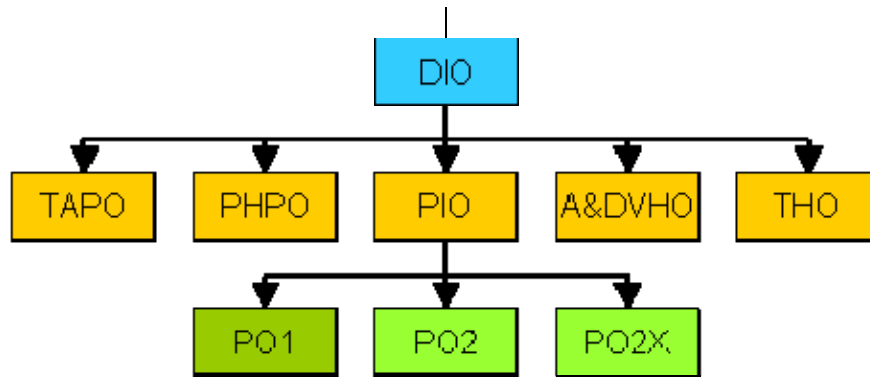 DIO
TAPO
PHPO
PIO
A&DVHO
THO
PO1
PO2
PO2X